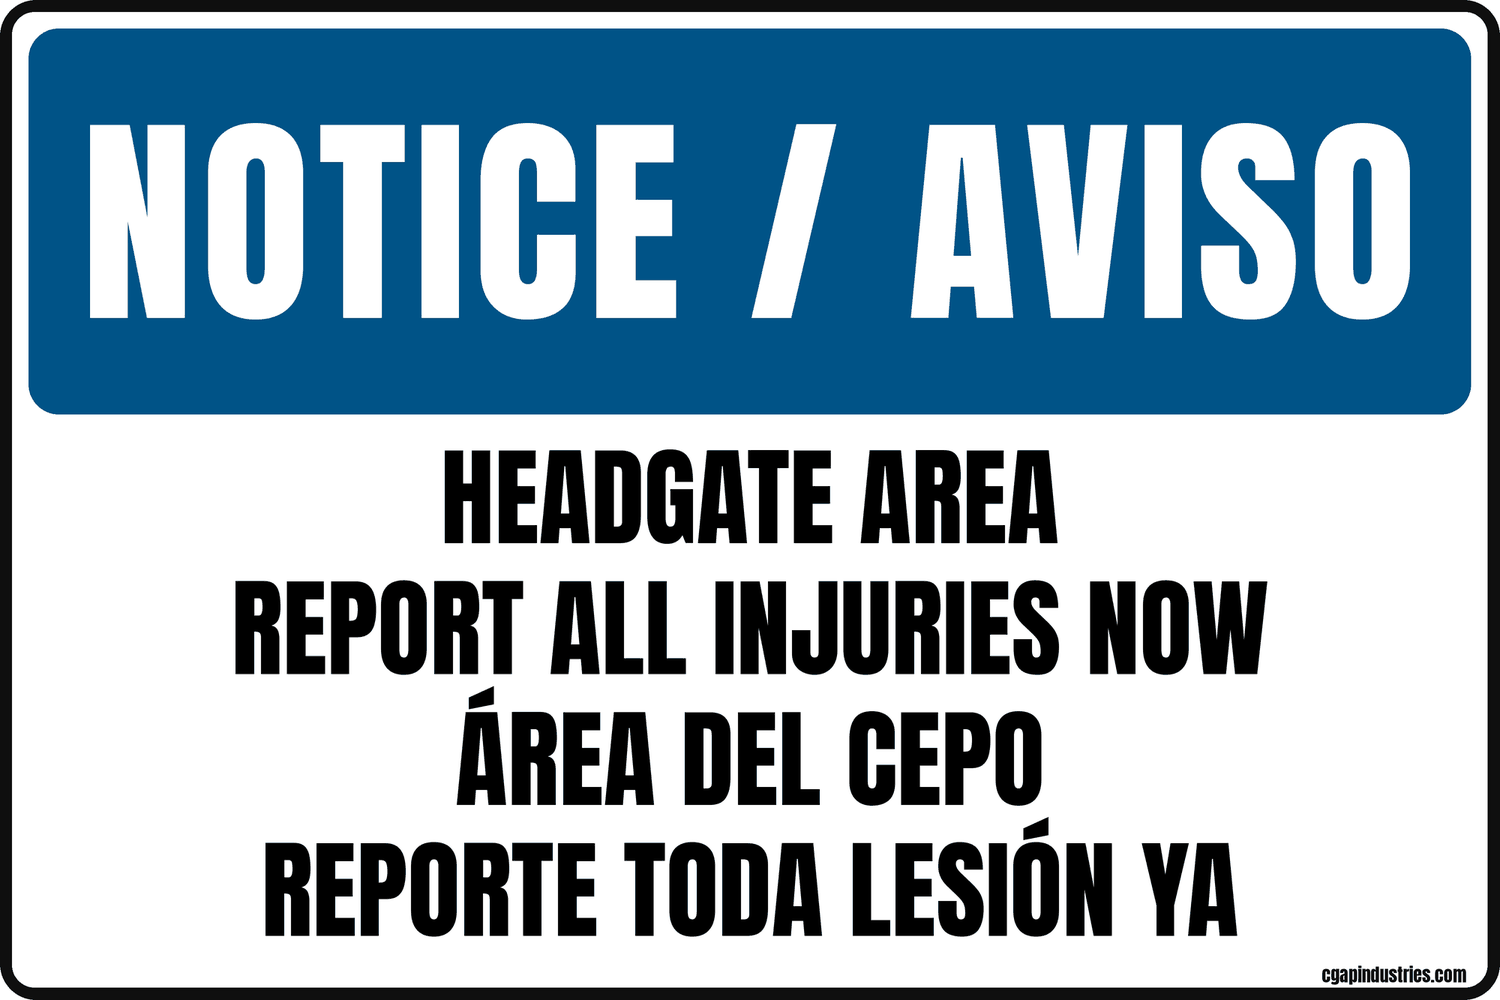 NOTICE / AVISO
HEADGATE AREA
REPORT ALL INJURIES NOW
ÁREA DEL CEPO
REPORTE TODA LESIÓN YA
cgapindustries.com